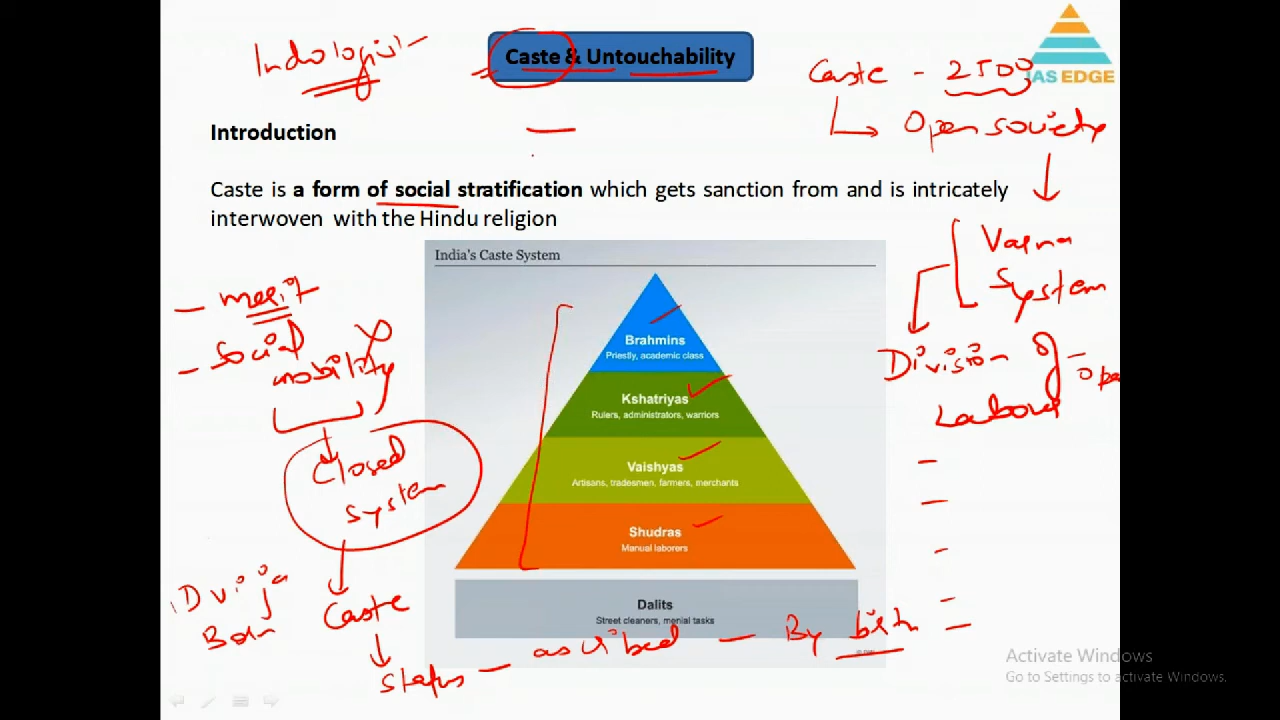 Indologist
Caste & Untouchability
Caste - 2500
IAS EDGE
Open society
Introduction
Caste is a form of social stratification which gets sanction from and is intricately
interwoven with the Hindu religion
Varna
System
Division of
Labour
India's Caste System
Brahmins
Priestly, academic class
Kshatriyas
Rulers, administrators, warriors
Vaishyas
Artisans, tradesmen, farmers, merchants
Shudras
Manual laborers
Dalits
Street cleaners, menial tasks
- merit
- Social
mobility
Closed
System
Dvija
Born
Caste
Status - ascribed - By birth
Activate Windows
Go to Settings to activate Windows.